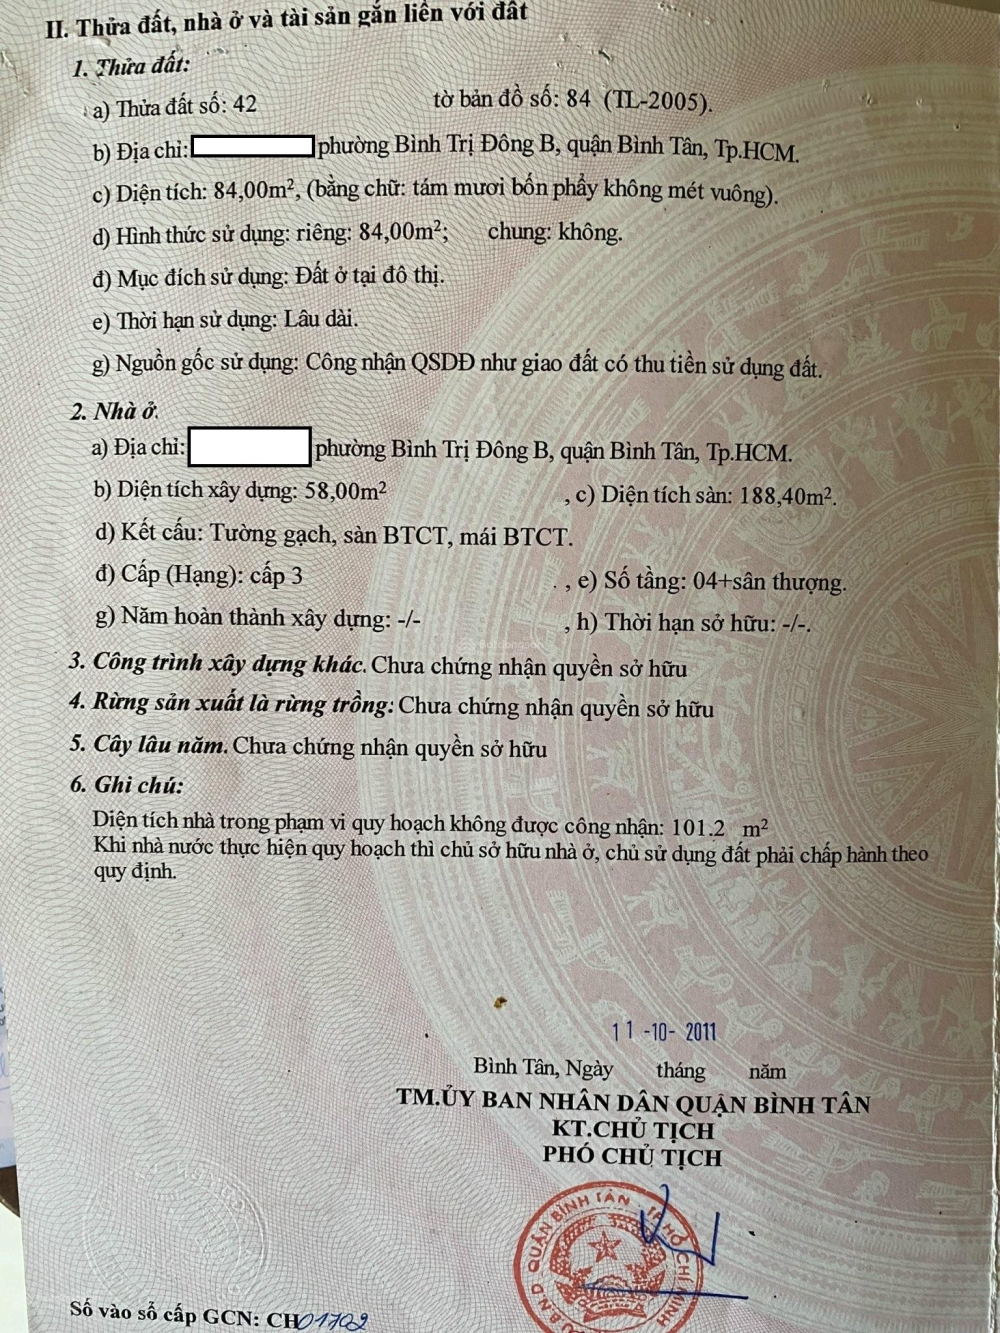 II. Thửa đất, nhà ở và tài sản gắn liền với đất
1. Thửa đất:
a) Thửa đất số: 42 tờ bản đồ số: 84 (TL-2005).
b) Địa chỉ: phường Bình Trị Đông B, quận Bình Tân, Tp.HCM.
c) Diện tích: 84,00m², (bằng chữ: tám mươi bốn phẩy không mét vuông).
d) Hình thức sử dụng: riêng: 84,00m²; chung: không.
đ) Mục đích sử dụng: Đất ở tại đô thị.
e) Thời hạn sử dụng: Lâu dài.
g) Nguồn gốc sử dụng: Công nhận QSDĐ như giao đất có thu tiền sử dụng đất.
2. Nhà ở.
a) Địa chỉ: phường Bình Trị Đông B, quận Bình Tân, Tp.HCM.
b) Diện tích xây dựng: 58,00m² , c) Diện tích sàn: 188,40m².
d) Kết cấu: Tường gạch, sàn BTCT, mái BTCT.
đ) Cấp (Hạng): cấp 3 , e) Số tầng: 04+sân thượng.
g) Năm hoàn thành xây dựng: -/- , h) Thời hạn sở hữu: -/-.
3. Công trình xây dựng khác. Chưa chứng nhận quyền sở hữu
4. Rừng sản xuất là rừng trồng: Chưa chứng nhận quyền sở hữu
5. Cây lâu năm. Chưa chứng nhận quyền sở hữu
6. Ghi chú:
Diện tích nhà trong phạm vi quy hoạch không được công nhận: 101.2 m²
Khi nhà nước thực hiện quy hoạch thì chủ sở hữu nhà ở, chủ sử dụng đất phải chấp hành theo
quy định.
11-10-2011
Bình Tân, Ngày tháng năm
TM.ỦY BAN NHÂN DÂN QUẬN BÌNH TÂN
KT.CHỦ TỊCH
PHÓ CHỦ TỊCH
U.B.N.D QUẬN BÌNH TÂN T.P HỒ CHÍ MINH
Số vào sổ cấp GCN: CH01702